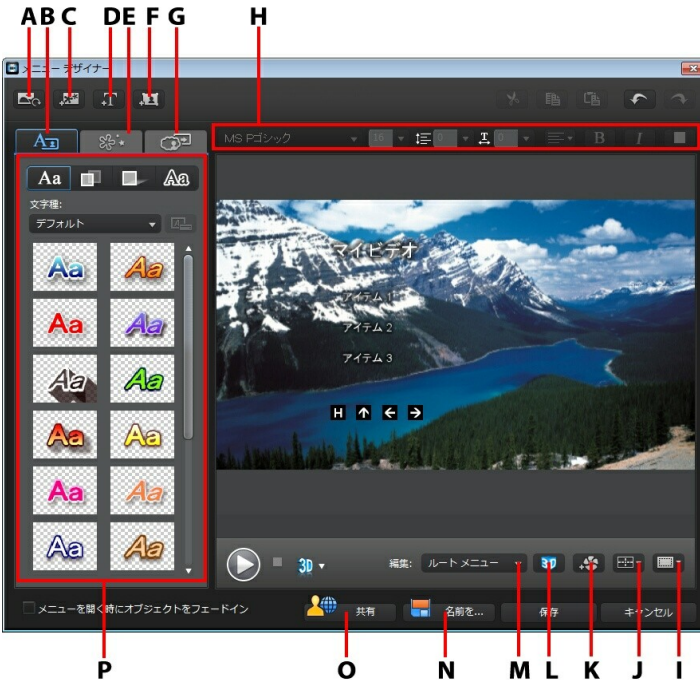 A B C D E F G H
メニュー デザイナー
MS Pゴシック 16 0 0 B I
Aa Aa
文字種:
デフォルト
Aa Aa
Aa Aa
Aa Aa
Aa Aa
Aa Aa
Aa Aa
マイ ビデオ
アイテム 1
アイテム 2
アイテム 3
H
3D 編集: ルート メニュー 3D
メニューを開く時にオブジェクトをフェードイン 共有 名前を... 保存 キャンセル
P O N M L K J I